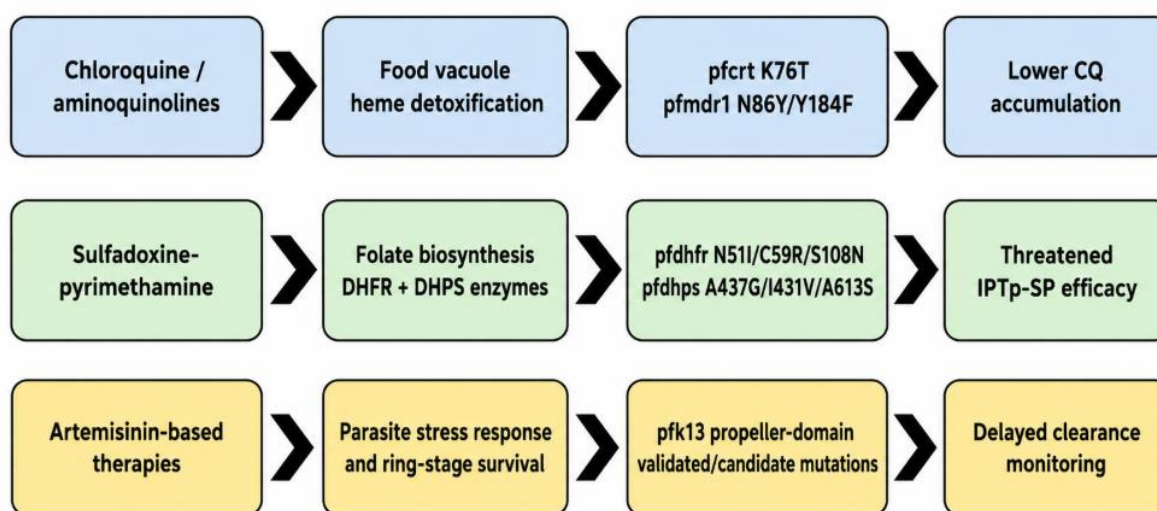 Chloroquine /
aminoquinolines
Food vacuole
heme detoxification
pfcrt K76T
pfmdr1 N86Y/Y184F
Lower CQ
accumulation
Sulfadoxine-
pyrimethamine
Folate biosynthesis
DHFR + DHPS enzymes
pfdhfr N51I/C59R/S108N
pfdhps A437G/I431V/A613S
Threatened
IPTp-SP efficacy
Artemisinin-based
therapies
Parasite stress response
and ring-stage survival
pfk13 propeller-domain
validated/candidate mutations
Delayed clearance
monitoring